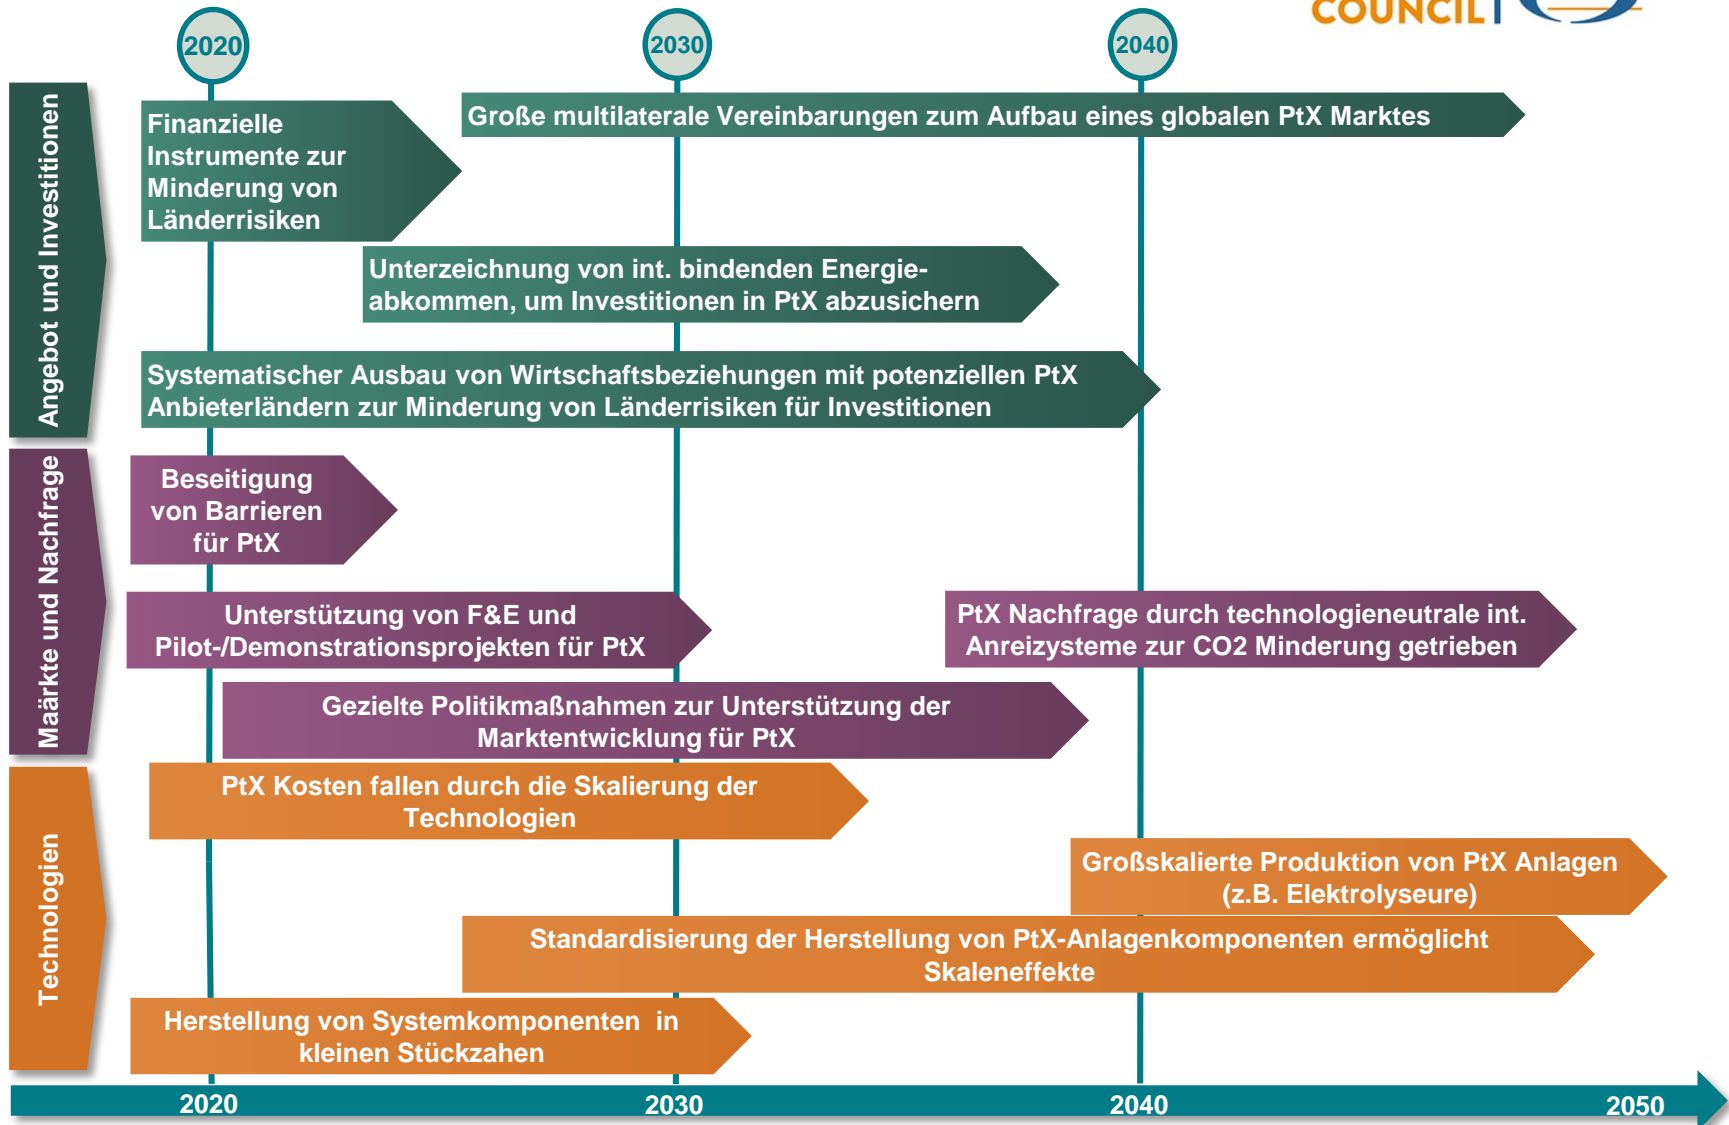 COUNCIL
2020
2030
2040
Angebot und Investitionen
Finanzielle
Instrumente zur
Minderung von
Länderrisiken
Große multilaterale Vereinbarungen zum Aufbau eines globalen PtX Marktes
Unterzeichnung von int. bindenden Energie-
abkommen, um Investitionen in PtX abzusichern
Systematischer Ausbau von Wirtschaftsbeziehungen mit potenziellen PtX
Anbieterländern zur Minderung von Länderrisiken für Investitionen
Maärkte und Nachfrage
Beseitigung
von Barrieren
für PtX
Unterstützung von F&E und
Pilot-/Demonstrationsprojekten für PtX
PtX Nachfrage durch technologieneutrale int.
Anreizysteme zur CO2 Minderung getrieben
Gezielte Politikmaßnahmen zur Unterstützung der
Marktentwicklung für PtX
Technologien
PtX Kosten fallen durch die Skalierung der
Technologien
Großskalierte Produktion von PtX Anlagen
(z.B. Elektrolyseure)
Standardisierung der Herstellung von PtX-Anlagenkomponenten ermöglicht
Skaleneffekte
Herstellung von Systemkomponenten in
kleinen Stückzahen
2020
2030
2040
2050